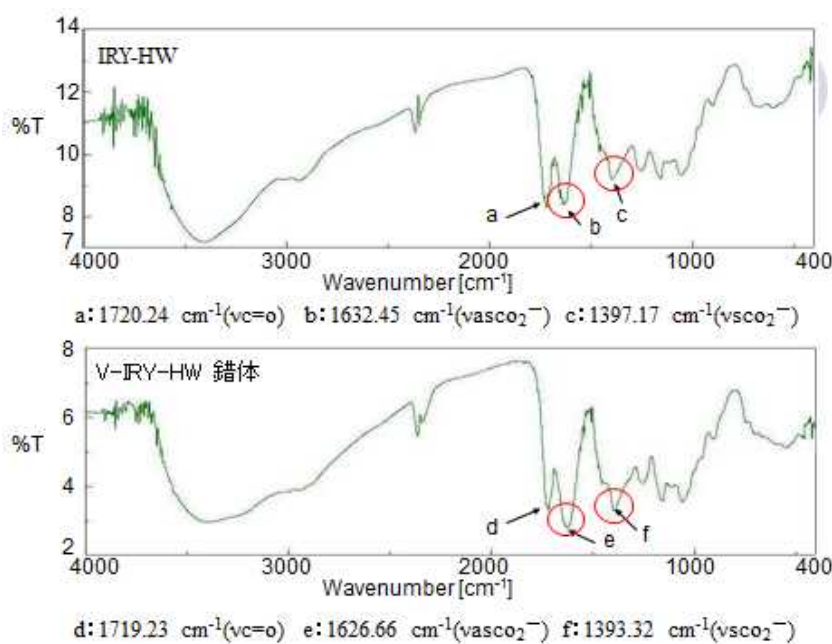 14
IRY-HW
12
%T
10
8
7
a
b
c
4000 3000 2000 1000 400
Wavenumber [cm⁻¹]
a:1720.24 cm⁻¹(νc=o) b:1632.45 cm⁻¹(νasco₂⁻) c:1397.17 cm⁻¹(νsco₂⁻)
8
V-IRY-HW 錯体
6
%T
4
2
d
e
f
4000 3000 2000 1000 400
Wavenumber [cm⁻¹]
d:1719.23 cm⁻¹(νc=o) e:1626.66 cm⁻¹(νasco₂⁻) f:1393.32 cm⁻¹(νsco₂⁻)